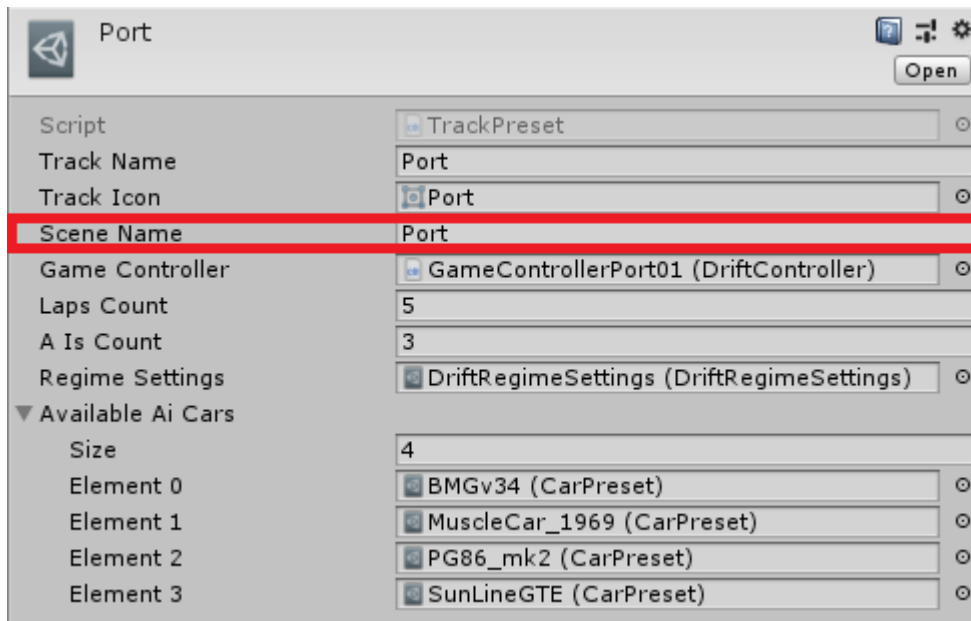 Port
Open
Script TrackPreset
Track Name Port
Track Icon Port
Scene Name Port
Game Controller GameControllerPort01 (DriftController)
Laps Count 5
A Is Count 3
Regime Settings DriftRegimeSettings (DriftRegimeSettings)
Available Ai Cars
Size 4
Element 0 BMGv34 (CarPreset)
Element 1 MuscleCar_1969 (CarPreset)
Element 2 PG86_mk2 (CarPreset)
Element 3 SunLineGTE (CarPreset)